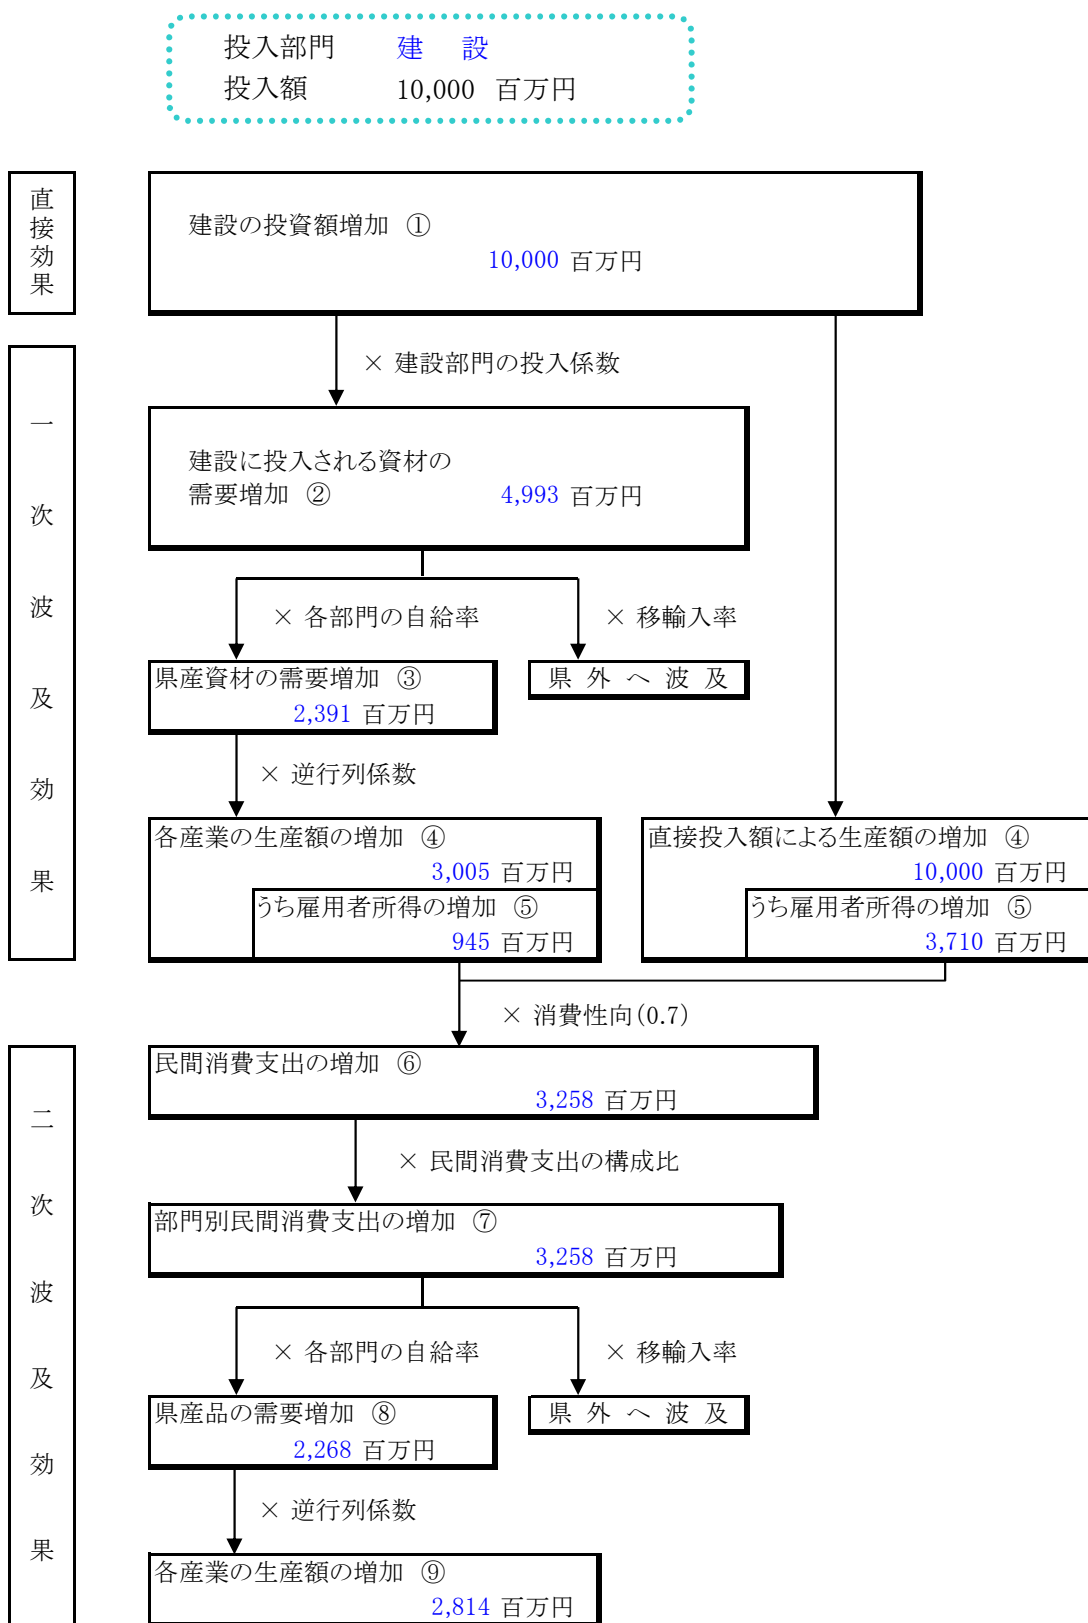 投入部門 建 設
投入額 10,000 百万円
直接効果
建設の投資額増加 ①
10,000 百万円
× 建設部門の投入係数
一次波及効果
建設に投入される資材の
需要増加 ② 4,993 百万円
× 各部門の自給率 × 移輸入率
県産資材の需要増加 ③
2,391 百万円
県 外 へ 波 及
× 逆行列係数
各産業の生産額の増加 ④
3,005 百万円
うち雇用者所得の増加 ⑤
945 百万円
直接投入額による生産額の増加 ④
10,000 百万円
うち雇用者所得の増加 ⑤
3,710 百万円
× 消費性向(0.7)
二次波及効果
民間消費支出の増加 ⑥
3,258 百万円
× 民間消費支出の構成比
部門別民間消費支出の増加 ⑦
3,258 百万円
× 各部門の自給率 × 移輸入率
県産品の需要増加 ⑧
2,268 百万円
県 外 へ 波 及
× 逆行列係数
各産業の生産額の増加 ⑨
2,814 百万円